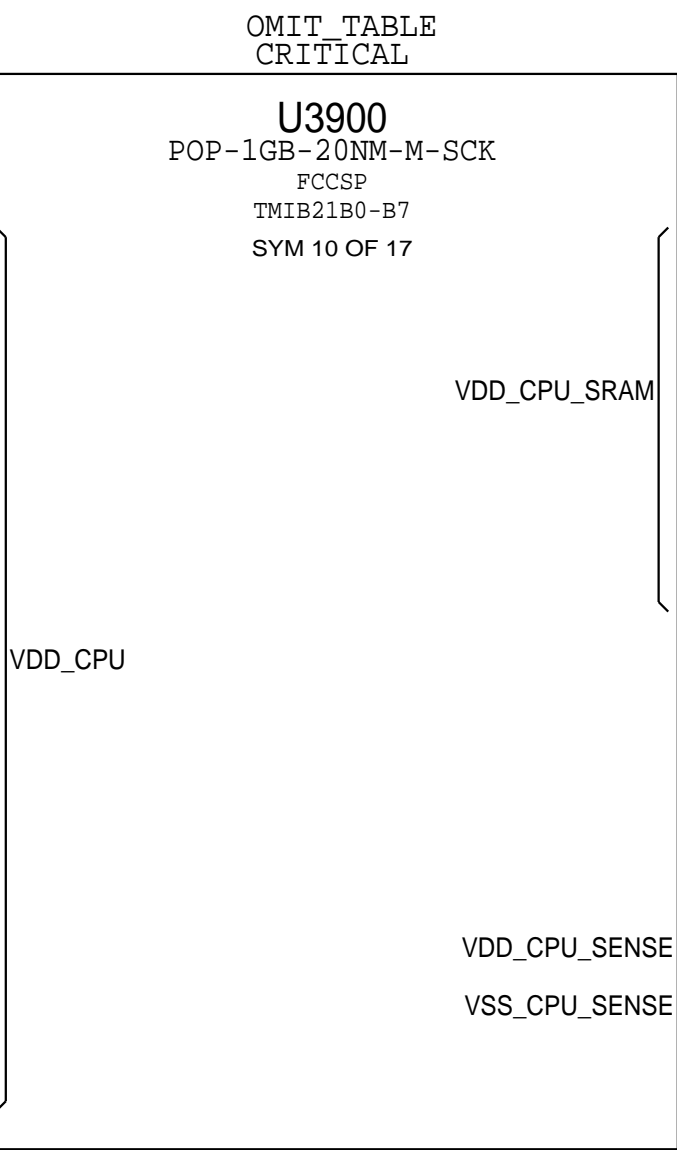 OMIT_TABLE
CRITICAL
U3900
POP-1GB-20NM-M-SCK
FCCSP
TMIB21B0-B7
SYM 10 OF 17
VDD_CPU_SRAM
VDD_CPU
VDD_CPU_SENSE
VSS_CPU_SENSE